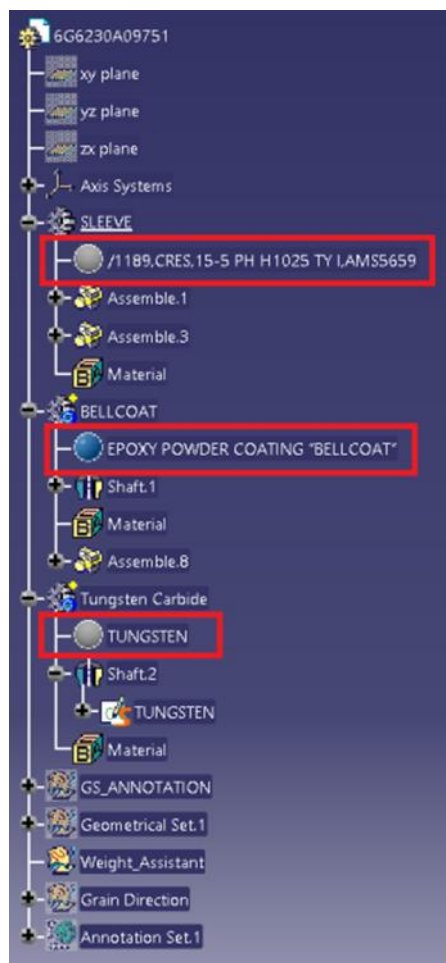 6G6230A09751
xy plane
yz plane
zx plane
Axis Systems
SLEEVE
/1189,CRES,15-5 PH H1025 TY I,AMS5659
Assemble.1
Assemble.3
Material
BELLCOAT
EPOXY POWDER COATING "BELLCOAT"
Shaft.1
Material
Assemble.8
Tungsten Carbide
TUNGSTEN
Shaft.2
TUNGSTEN
Material
GS_ANNOTATION
Geometrical Set.1
Weight_Assistant
Grain Direction
Annotation Set.1